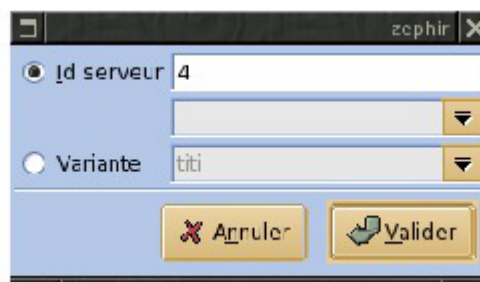 zephir
Id serveur 4
Variante titi
Annuler Valider